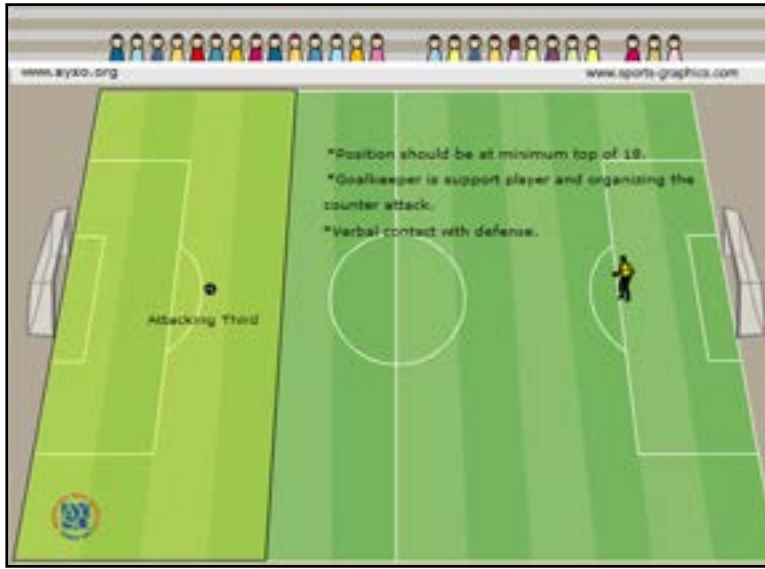 www.ayso.org
www.sports-graphics.com
*Position should be at minimum top of 18.
*Goalkeeper is support player and organizing the
counter attack.
*Verbal contact with defense.
Attacking Third